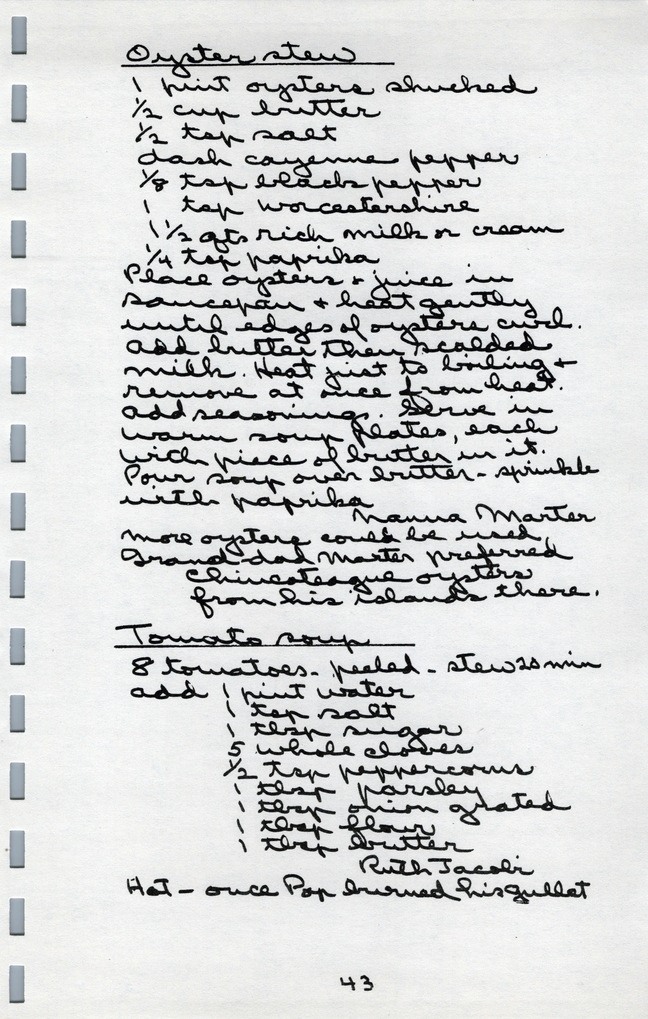 Oyster stew
1 pint oysters shucked
1/2 cup butter
1/2 tsp salt
dash cayenne pepper
1/8 tsp black pepper
1 tsp worcestershire
1 1/2 qts rich milk or cream
1/4 tsp paprika
Place oysters + juice in
saucepan + heat gently
until edges of oysters curl.
add butter then scalded
milk. Heat just to boiling +
remove at once from heat.
add seasonings. Serve in
warm soup plates, each
with piece of butter in it.
Pour soup over butter - sprinkle
with paprika
Nanna Marter
more oysters could be used,
Grand-dad Marter preferred
Chincoteague oysters
from his islands there.
Tomato soup
8 tomatoes - peeled - stew 20 min
add 1 pint water
1 tsp salt
1 tbsp sugar
5 whole cloves
1/2 tsp peppercorns
1 tbsp parsley
1 tbsp onion grated
1 tbsp flour
1 tbsp butter
Ruth Jacobi
Hot - once Pop burned his gullet
43